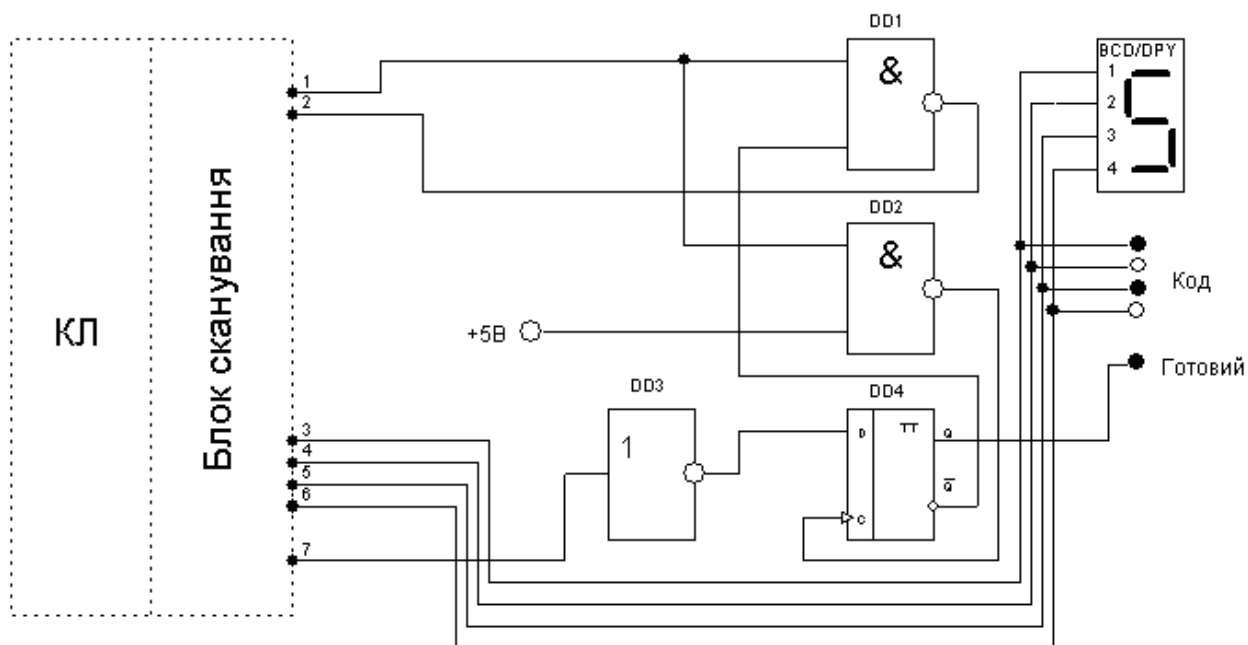 DD1
&
BCD/DPY
1
2
3
4
1
2
DD2
&
+5В
Код
Готовий
КЛ
Блок сканування
DD3
1
DD4
D
TT
Q
Q̅
C
3
4
5
6
7